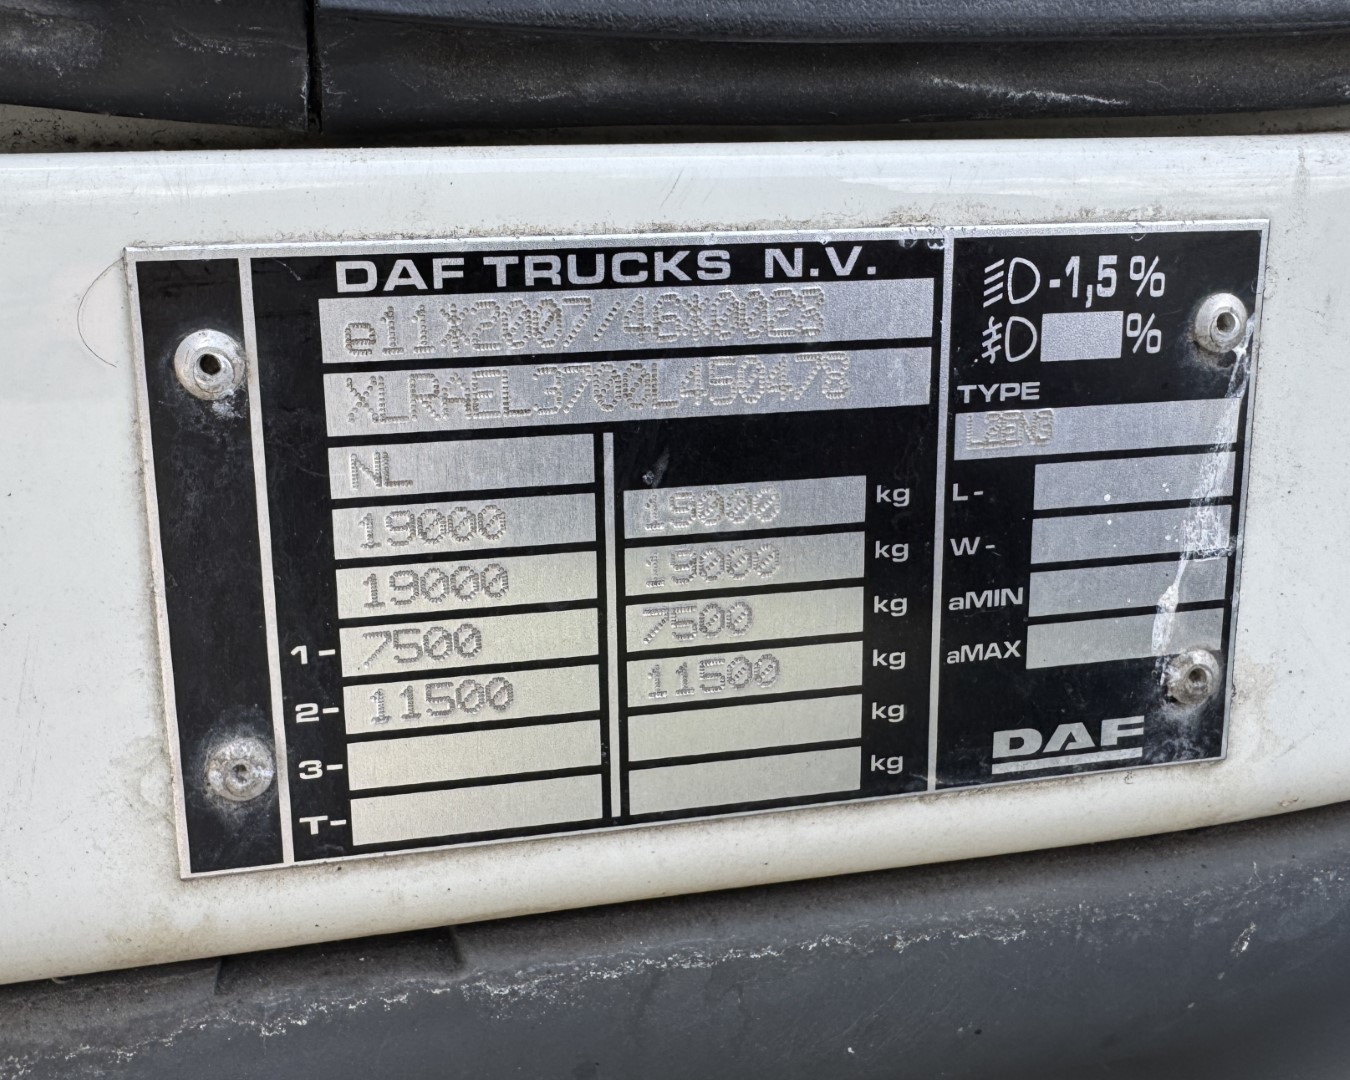 DAF TRUCKS N.V.
e11*2007/46*0023
XLRAEL3700L450478
NL
19000 15000 kg
19000 19000 kg
1- 7500 7500 kg
2- 11500 11500 kg
3- kg
T- kg
-1,5 %
%
TYPE
L3EN3
L-
W-
aMIN
aMAX
DAF